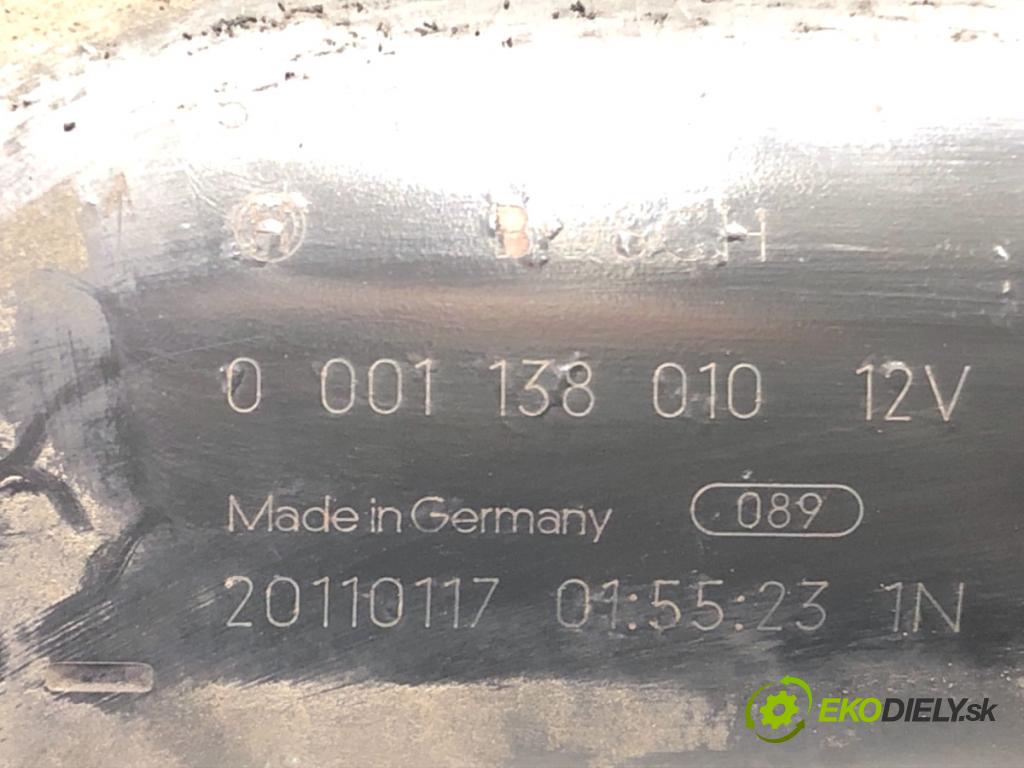 BOSCH
0 001 138 010 12V
Made in Germany 089
20110117 01:55:23 1N
EKODIELY.sk